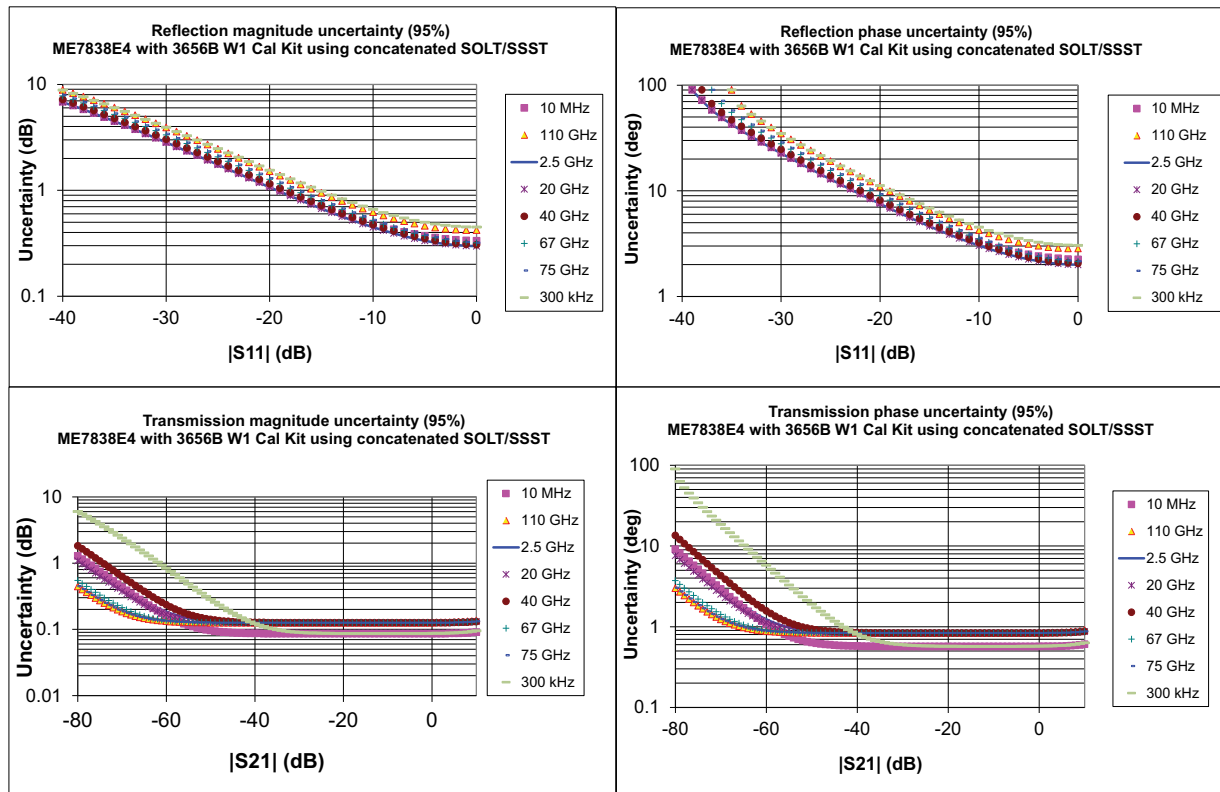 Reflection magnitude uncertainty (95%)
ME7838E4 with 3656B W1 Cal Kit using concatenated SOLT/SSST
Uncertainty (dB)
10
1
0.1
-40
-30
-20
-10
0
|S11| (dB)
10 MHz
110 GHz
2.5 GHz
20 GHz
40 GHz
67 GHz
75 GHz
300 kHz
Reflection phase uncertainty (95%)
ME7838E4 with 3656B W1 Cal Kit using concatenated SOLT/SSST
Uncertainty (deg)
100
10
1
-40
-30
-20
-10
0
|S11| (dB)
10 MHz
110 GHz
2.5 GHz
20 GHz
40 GHz
67 GHz
75 GHz
300 kHz
Transmission magnitude uncertainty (95%)
ME7838E4 with 3656B W1 Cal Kit using concatenated SOLT/SSST
Uncertainty (dB)
10
1
0.1
0.01
-80
-60
-40
-20
0
|S21| (dB)
10 MHz
110 GHz
2.5 GHz
20 GHz
40 GHz
67 GHz
75 GHz
300 kHz
Transmission phase uncertainty (95%)
ME7838E4 with 3656B W1 Cal Kit using concatenated SOLT/SSST
Uncertainty (deg)
100
10
1
0.1
-80
-60
-40
-20
0
|S21| (dB)
10 MHz
110 GHz
2.5 GHz
20 GHz
40 GHz
67 GHz
75 GHz
300 kHz